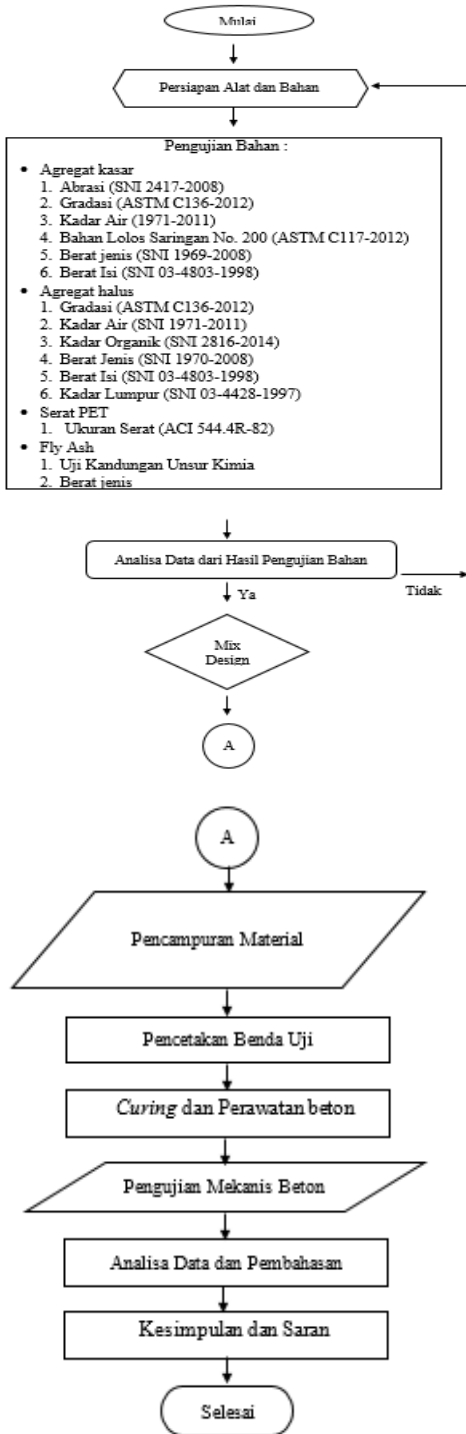 Mulai
Persiapan Alat dan Bahan
Pengujian Bahan :
• Agregat kasar
1. Abrasi (SNI 2417-2008)
2. Gradasi (ASTM C136-2012)
3. Kadar Air (1971-2011)
4. Bahan Lolos Saringan No. 200 (ASTM C117-2012)
5. Berat jenis (SNI 1969-2008)
6. Berat Isi (SNI 03-4803-1998)
• Agregat halus
1. Gradasi (ASTM C136-2012)
2. Kadar Air (SNI 1971-2011)
3. Kadar Organik (SNI 2816-2014)
4. Berat Jenis (SNI 1970-2008)
5. Berat Isi (SNI 03-4803-1998)
6. Kadar Lumpur (SNI 03-4428-1997)
• Serat PET
1. Ukuran Serat (ACI 544.4R-82)
• Fly Ash
1. Uji Kandungan Unsur Kimia
2. Berat jenis
Analisa Data dari Hasil Pengujian Bahan
Ya
Tidak
Mix
Design
A
A
Pencampuran Material
Pencetakan Benda Uji
Curing dan Perawatan beton
Pengujian Mekanis Beton
Analisa Data dan Pembahasan
Kesimpulan dan Saran
Selesai